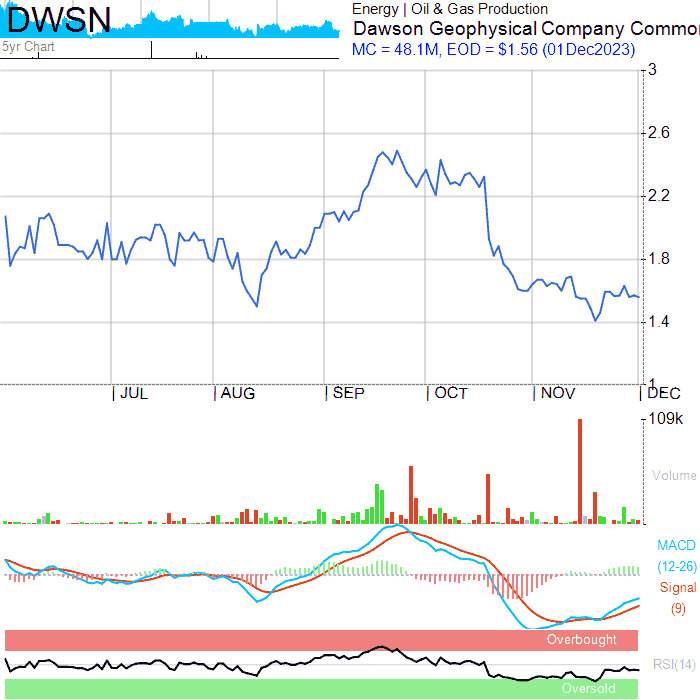 DWSN
5yr Chart
Energy | Oil & Gas Production
Dawson Geophysical Company Commo
MC = 48.1M, EOD = $1.56 (01Dec2023)
3
2.6
2.2
1.8
1.4
1
| JUL | AUG | SEP | OCT | NOV | DEC
109k
Volume
MACD
(12-26)
Signal
(9)
Overbought
RSI(14)
Oversold